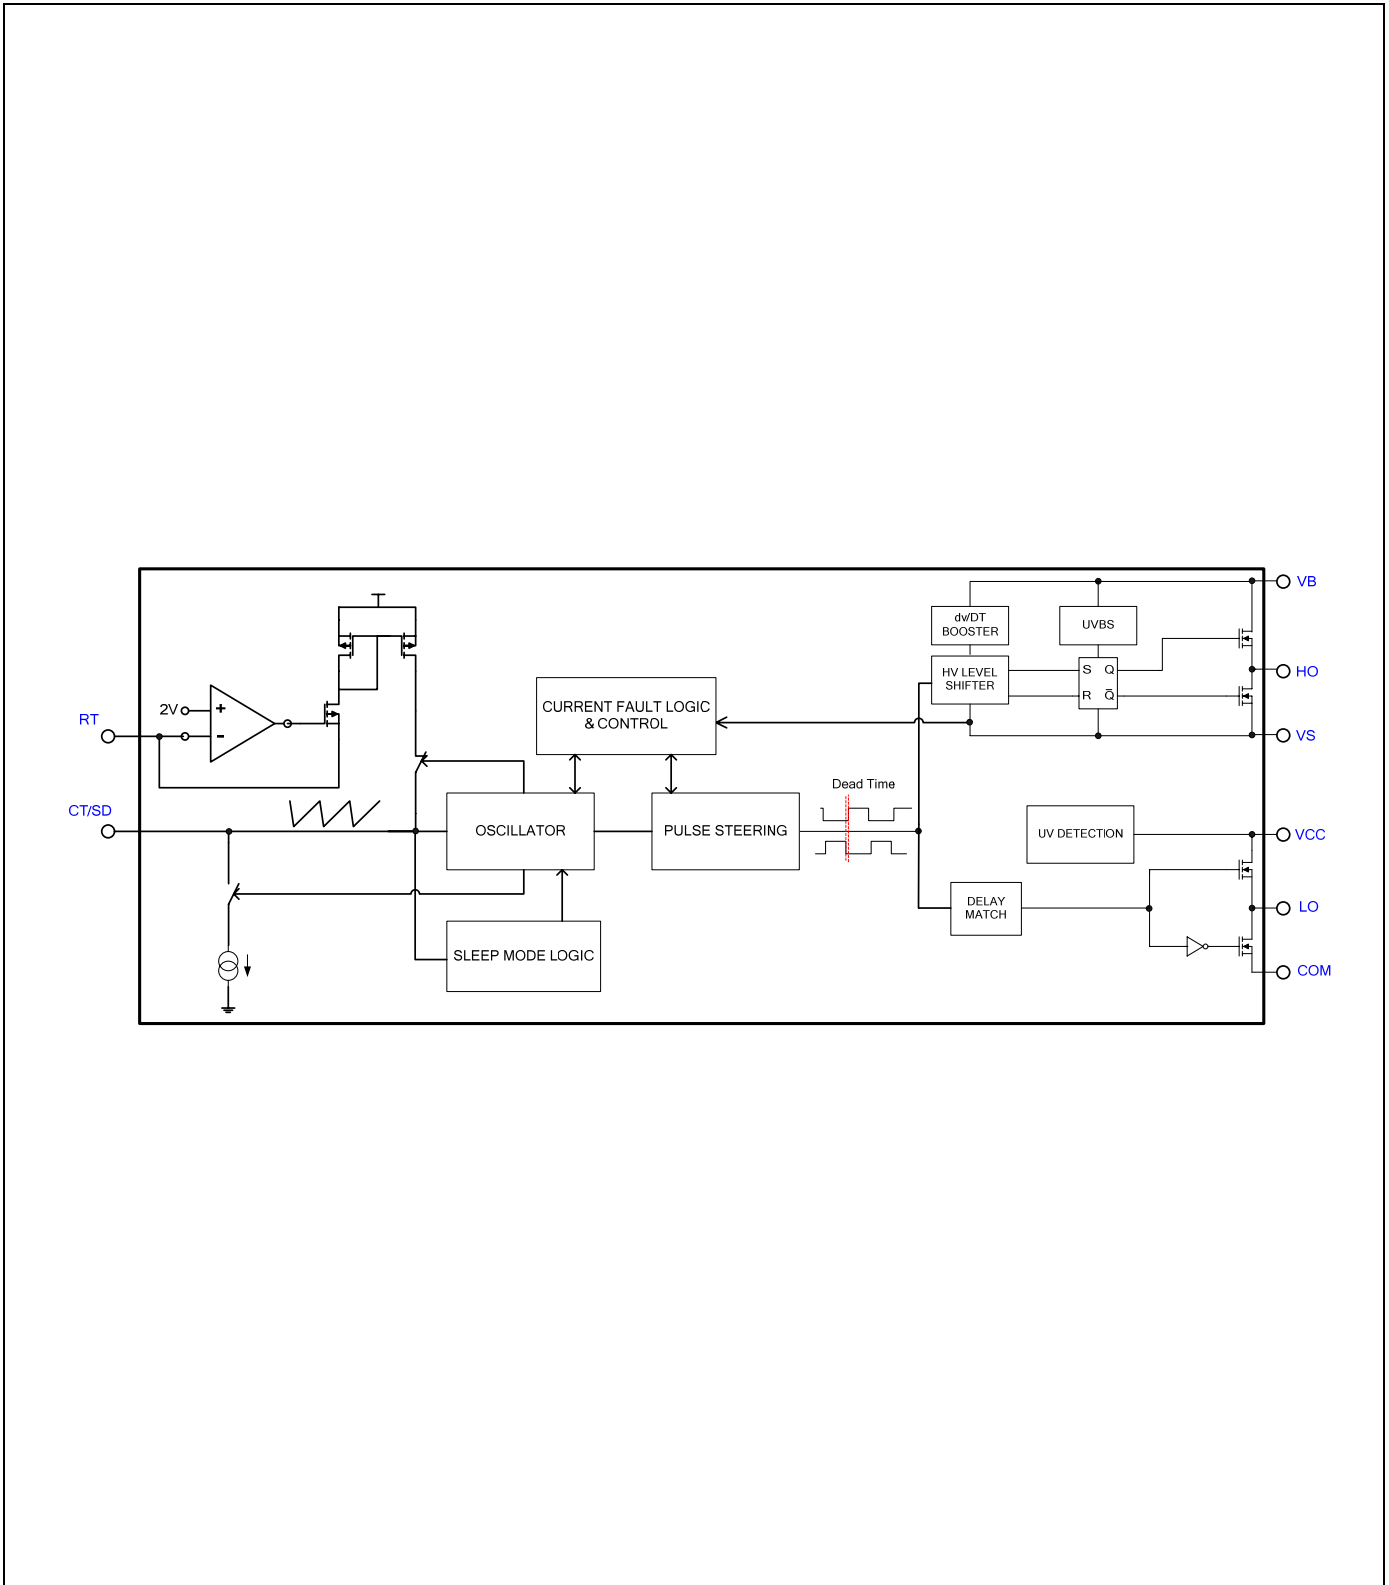 VB
dv/DT
BOOSTER
UVBS
HV LEVEL
SHIFTER
S Q
R Q̅
HO
CURRENT FAULT LOGIC
& CONTROL
2V
+
-
RT
VS
Dead Time
CT/SD
OSCILLATOR
PULSE STEERING
UV DETECTION
VCC
DELAY
MATCH
LO
SLEEP MODE LOGIC
COM